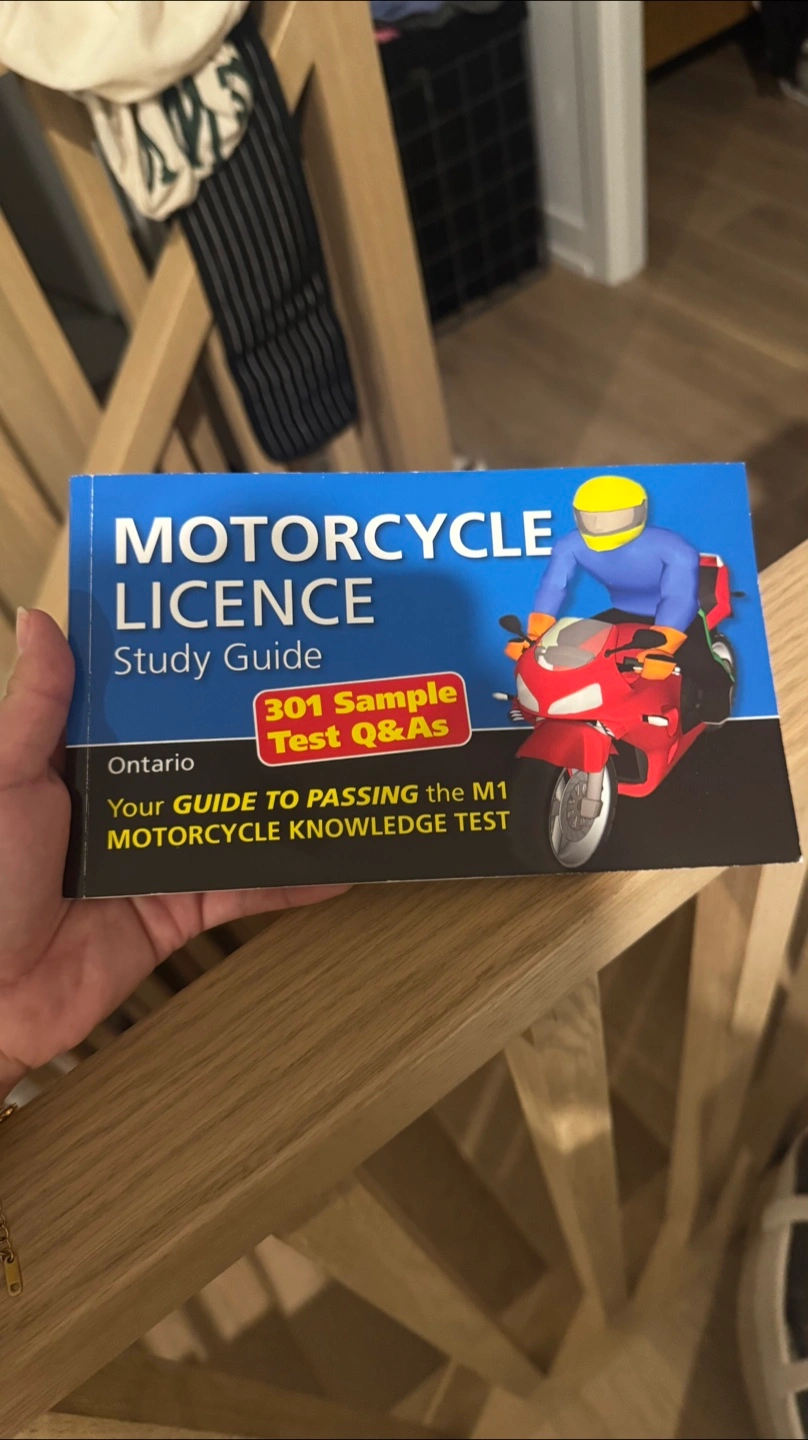 MOTORCYCLE
LICENCE
Study Guide
301 Sample
Test Q&As
Ontario
Your GUIDE TO PASSING the M1
MOTORCYCLE KNOWLEDGE TEST